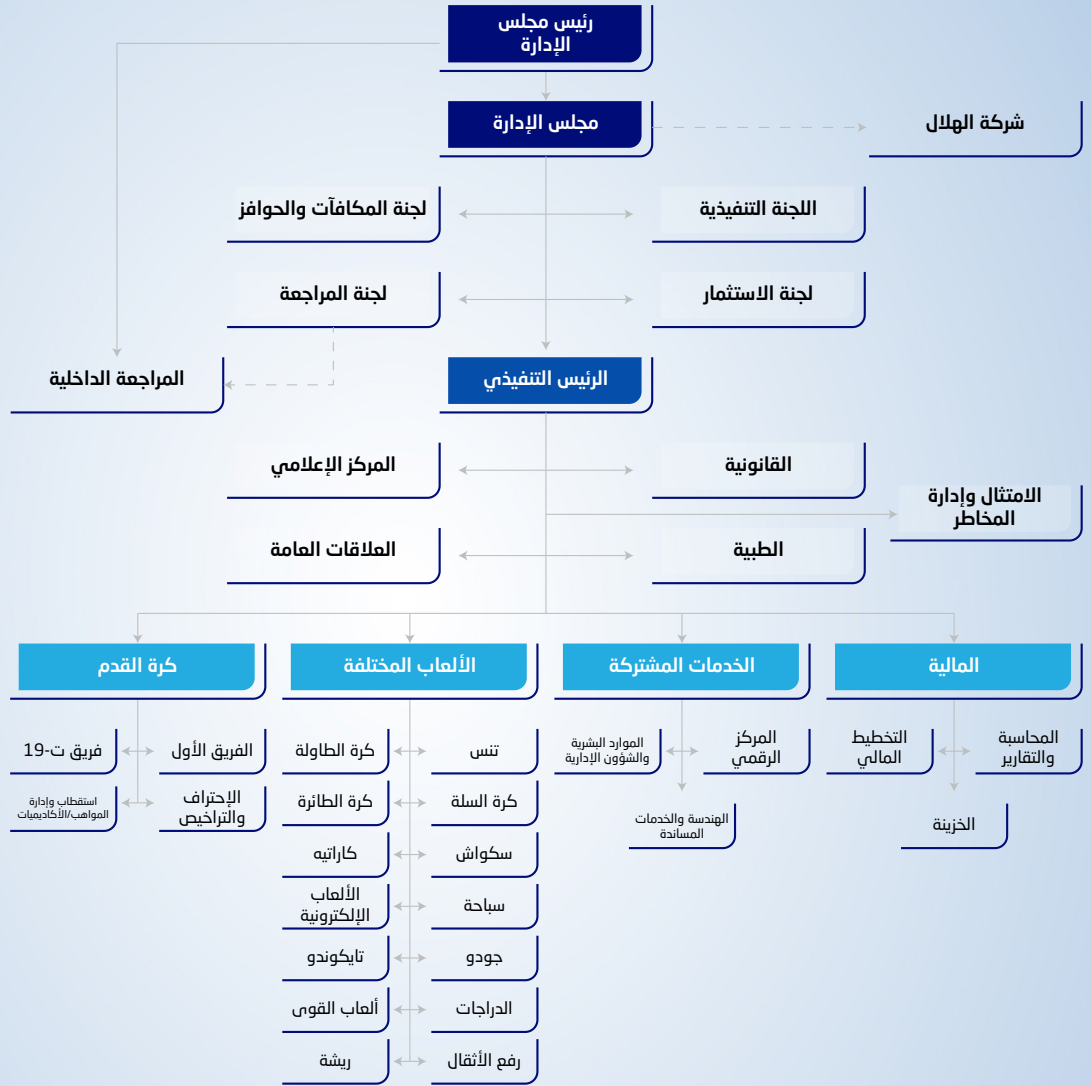 رئيس مجلس
الإدارة
مجلس الإدارة
شركة الهلال
اللجنة التنفيذية
لجنة المكافآت والحوافز
لجنة الاستثمار
لجنة المراجعة
الرئيس التنفيذي
المراجعة الداخلية
القانونية
المركز الإعلامي
الامتثال وإدارة
المخاطر
الطبية
العلاقات العامة
المالية
الخدمات المشتركة
الألعاب المختلفة
كرة القدم
المحاسبة
والتقارير
التخطيط
المالي
الخزينة
المركز
الرقمي
الموارد البشرية
والشؤون الإدارية
الهندسة والخدمات
المساندة
تنس
كرة الطاولة
كرة السلة
كرة الطائرة
سكواش
كاراتيه
سباحة
الألعاب
الإلكترونية
جودو
تايكوندو
الدراجات
ألعاب القوى
رفع الأثقال
ريشة
الفريق الأول
فريق ت-19
الإحتراف
والتراخيص
استقطاب وإدارة
المواهب/الأكاديميات